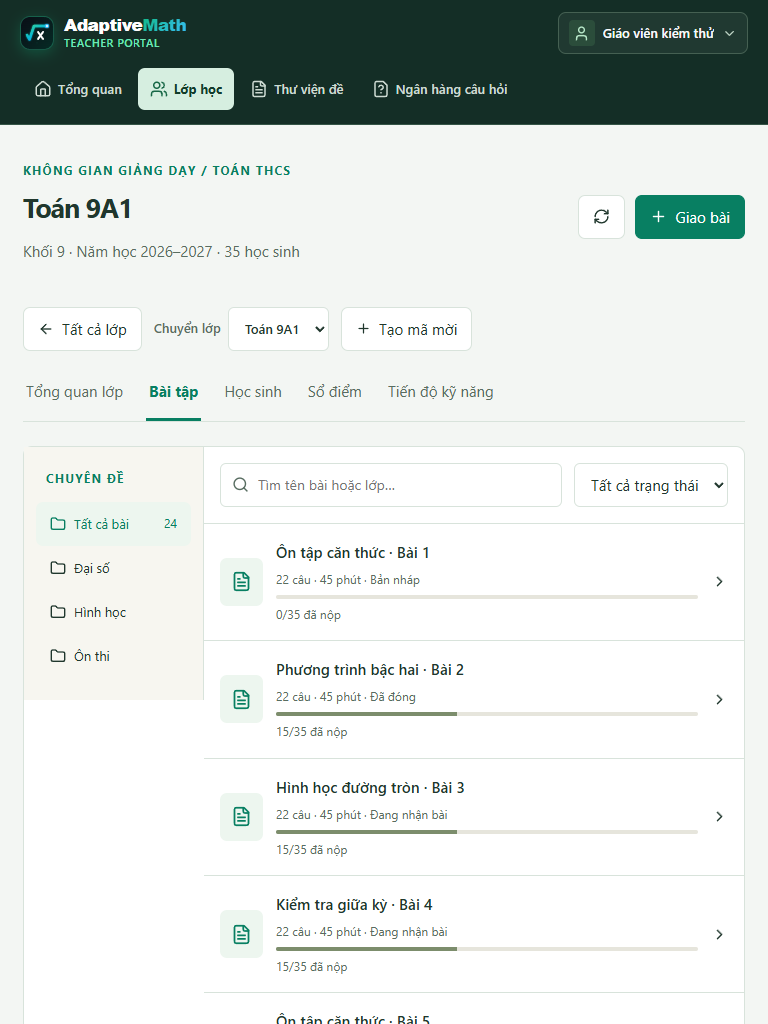 AdaptiveMath
TEACHER PORTAL
Giáo viên kiểm thử
Tổng quan
Lớp học
Thư viện đề
Ngân hàng câu hỏi
KHÔNG GIAN GIẢNG DẠY / TOÁN THCS
Toán 9A1
Khối 9 · Năm học 2026–2027 · 35 học sinh
Giao bài
Tất cả lớp
Chuyển lớp
Toán 9A1
Tạo mã mời
Tổng quan lớp
Bài tập
Học sinh
Sổ điểm
Tiến độ kỹ năng
CHUYÊN ĐỀ
Tất cả bài 24
Đại số
Hình học
Ôn thi
Tìm tên bài hoặc lớp...
Tất cả trạng thái
Ôn tập căn thức · Bài 1
22 câu · 45 phút · Bản nháp
0/35 đã nộp
Phương trình bậc hai · Bài 2
22 câu · 45 phút · Đã đóng
15/35 đã nộp
Hình học đường tròn · Bài 3
22 câu · 45 phút · Đang nhận bài
15/35 đã nộp
Kiểm tra giữa kỳ · Bài 4
22 câu · 45 phút · Đang nhận bài
15/35 đã nộp
Ôn tập căn thức · Bài 5